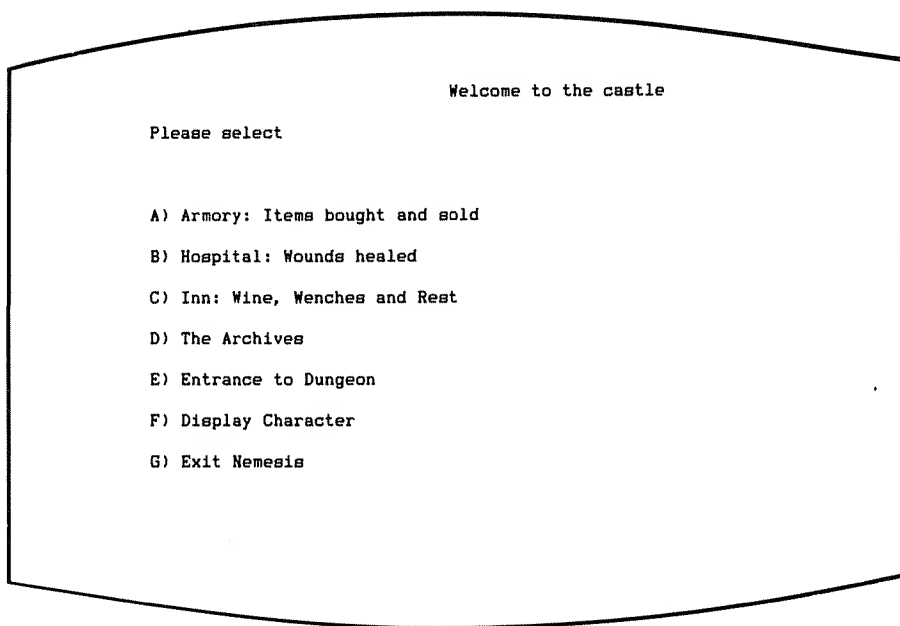 Welcome to the castle
Please select
A) Armory: Items bought and sold
B) Hospital: Wounds healed
C) Inn: Wine, Wenches and Rest
D) The Archives
E) Entrance to Dungeon
F) Display Character
G) Exit Nemesis